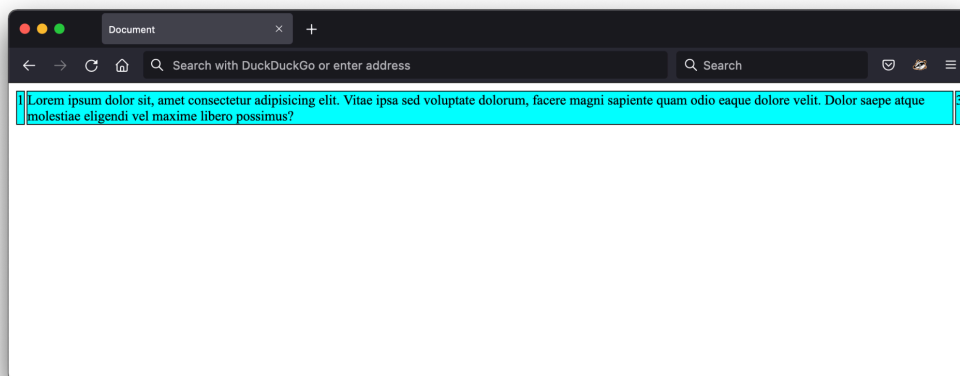 Document
Search with DuckDuckGo or enter address
Search
1
Lorem ipsum dolor sit, amet consectetur adipisicing elit. Vitae ipsa sed voluptate dolorum, facere magni sapiente quam odio eaque dolore velit. Dolor saepe atque
molestiae eligendi vel maxime libero possimus?